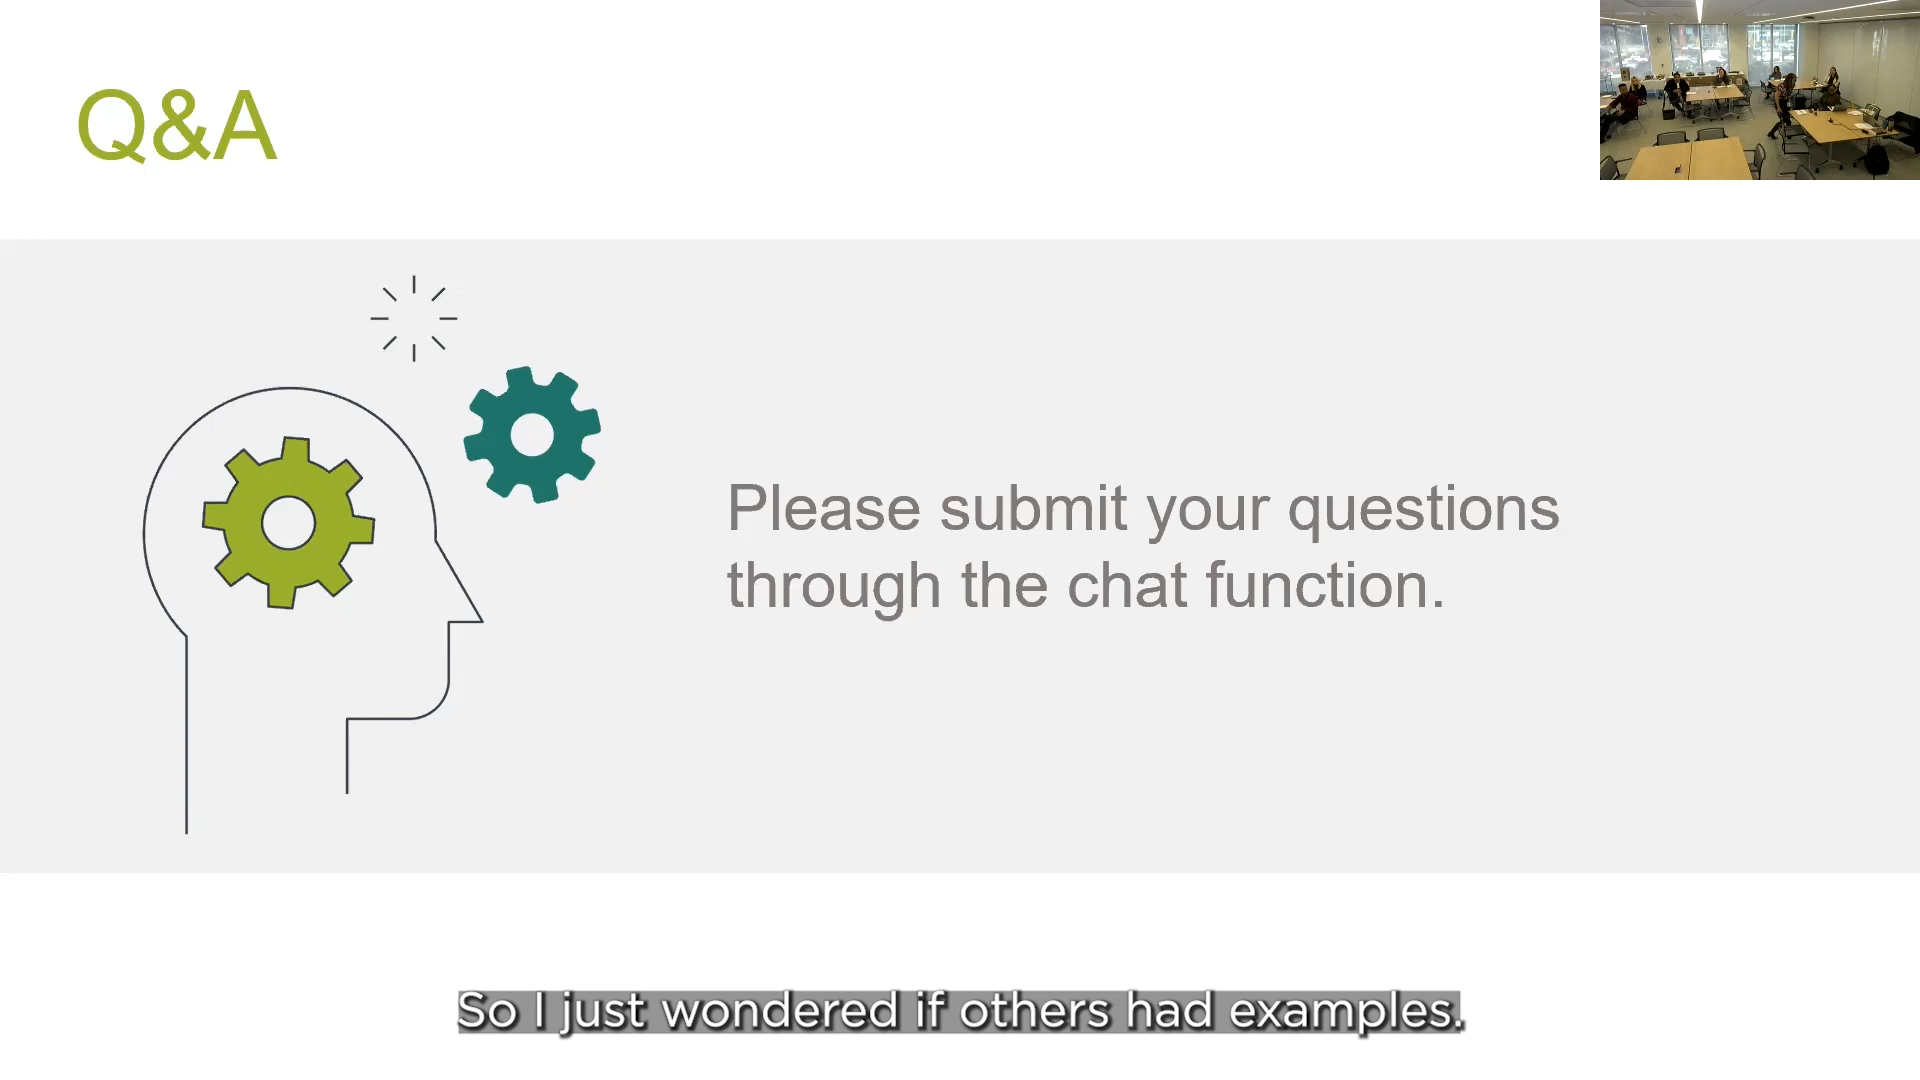 Q&A
Please submit your questions
through the chat function.
So I just wondered if others had examples.